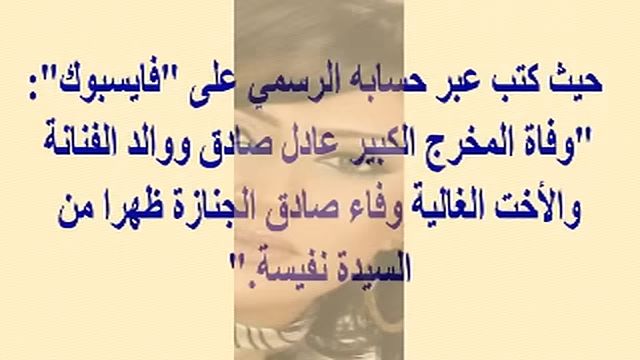 حيث كتب عبر حسابه الرسمي على "فايسبوك":
"وفاة المخرج الكبير عادل صادق ووالد الفنانة
والأخت الغالية وفاء صادق الجنازة ظهرا من
السيدة نفيسة."